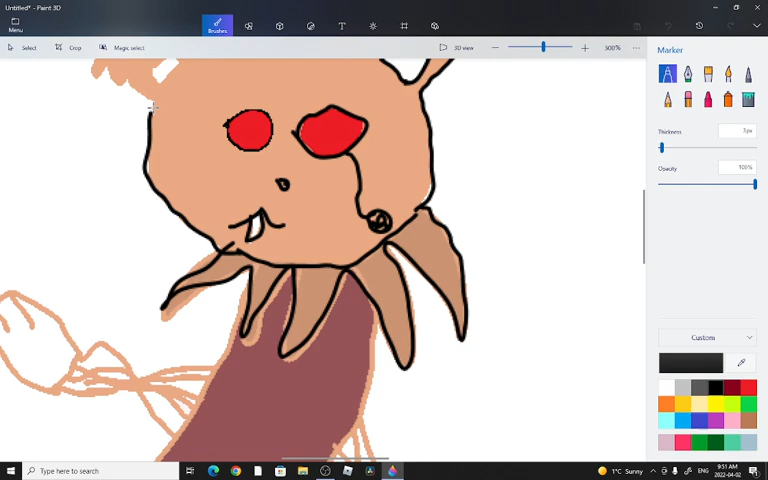 Untitled* - Paint 3D
Menu
Brushes
Select
Crop
Magic select
3D view
300%
Marker
Thickness
3px
Opacity
100%
Custom
Type here to search
1°C Sunny
ENG
9:51 AM
2022-04-02